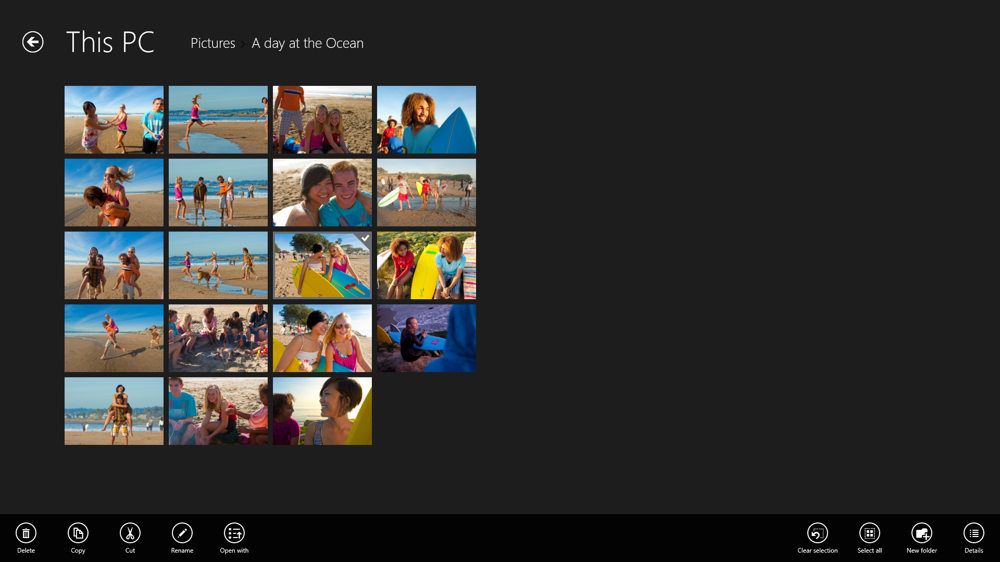 This PC
Pictures A day at the Ocean
Delete
Copy
Cut
Rename
Open with
Clear selection
Select all
New folder
Details